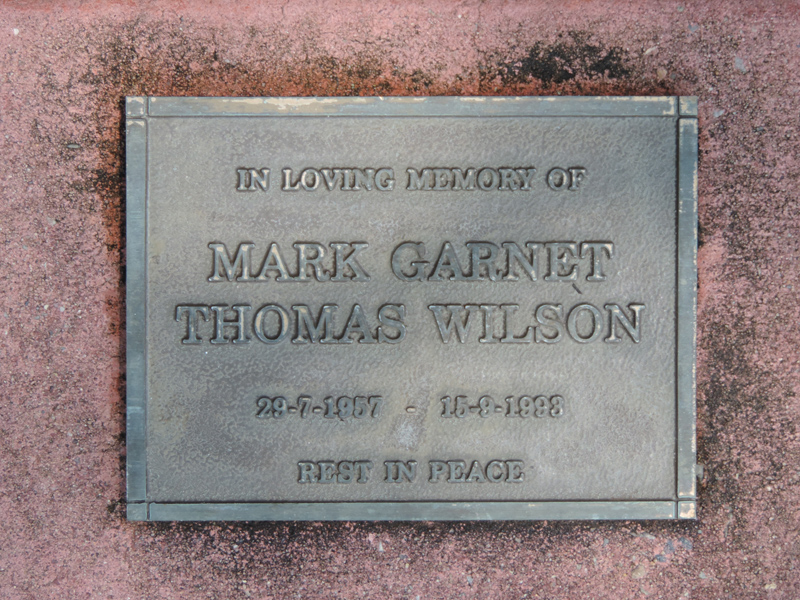 IN LOVING MEMORY OF
MARK GARNET
THOMAS WILSON
29-7-1957 - 15-9-1993
REST IN PEACE